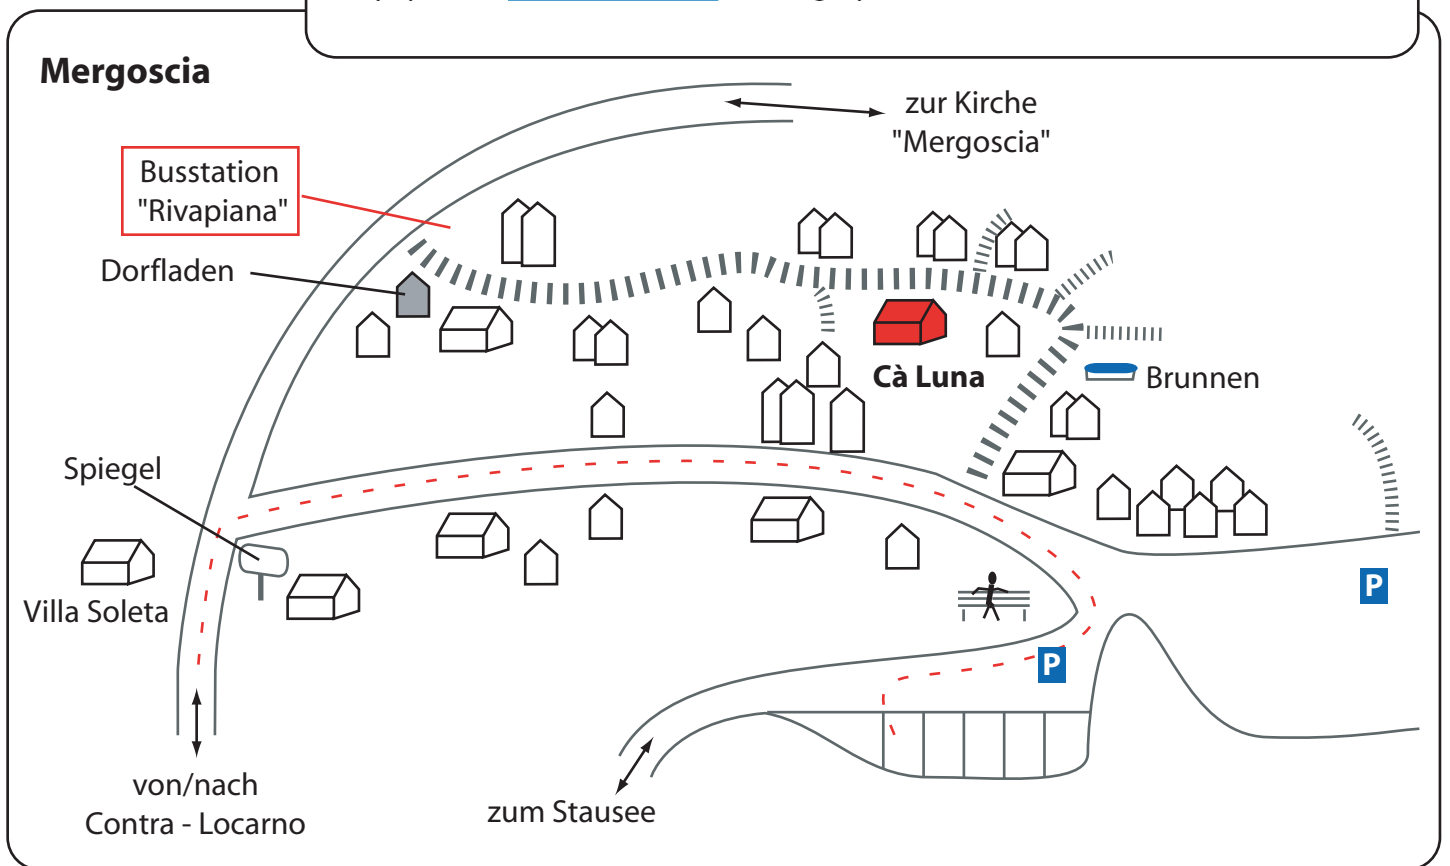 Mergoscia
zur Kirche
"Mergoscia"
Busstation
"Rivapiana"
Dorfladen
Cà Luna
Brunnen
Spiegel
Villa Soleta
P
P
von/nach
Contra - Locarno
zum Stausee